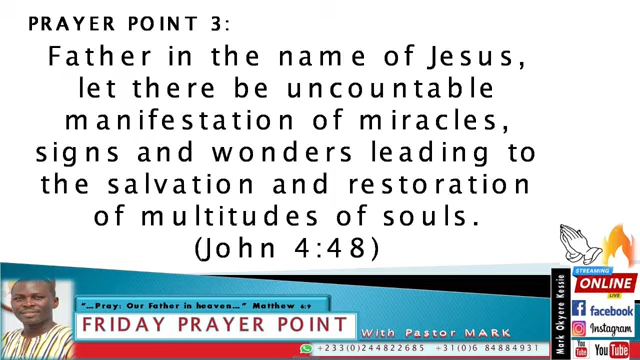 PRAYER POINT 3:
Father in the name of Jesus,
let there be uncountable
manifestation of miracles,
signs and wonders leading to
the salvation and restoration
of multitudes of souls.
(John 4:48)
"…Pray: Our Father in heaven…" Matthew 6:9
FRIDAY PRAYER POINT
With Pastor MARK
+233(0)244822685 +31(0)6 84884931
Mark Okyere Kessie
STREAMING
ONLINE
LIVE
facebook
Instagram
You Tube
YouTube